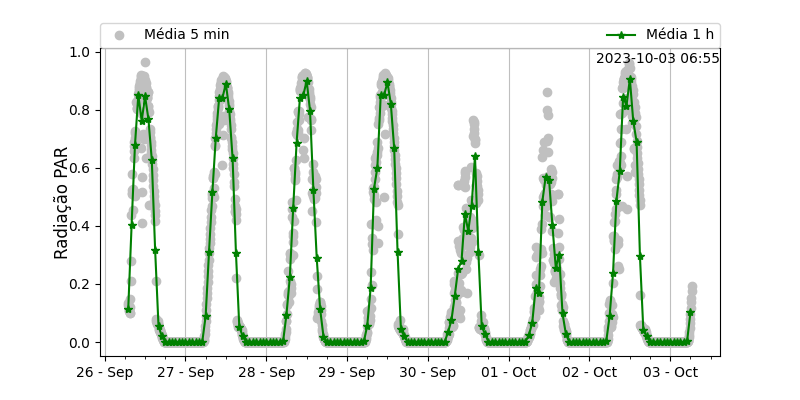 Média 5 min
Média 1 h
2023-10-03 06:55
Radiação PAR
1.0
0.8
0.6
0.4
0.2
0.0
26 - Sep
27 - Sep
28 - Sep
29 - Sep
30 - Sep
01 - Oct
02 - Oct
03 - Oct